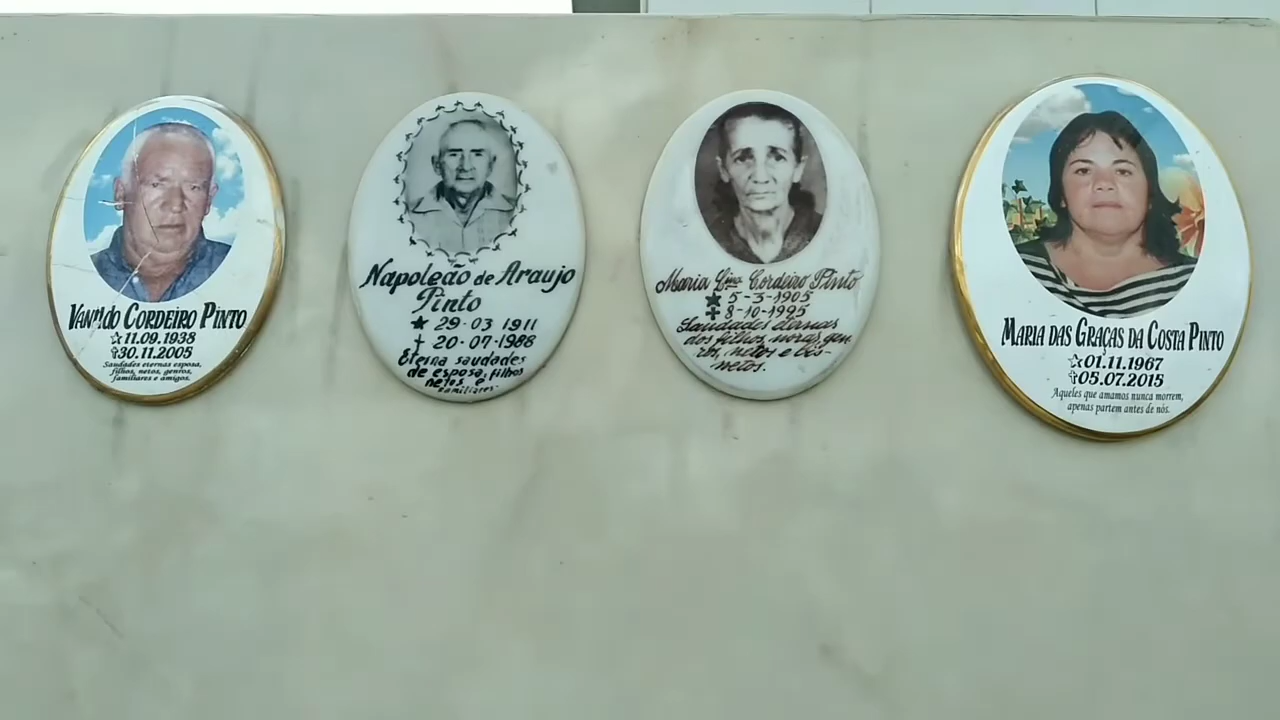 CORDEIRO PINTO
☆11.09.1938
✞30.11.2005
Saudades eternas esposa,
filhos, netos, genros,
familiares e amigos.
Napoleão de Araujo
Pinto
★ 29-03 1911
† 20-07-1988
Eterna saudades
de esposa, filhos
netos e
familiares.
Maria Cordeiro Pinto
★ 5-3-1905
✝ 8-10-1995
Saudades eternas
dos filhos, noras, gen-
ros, netos e bis-
netos.
MARIA DAS GRAÇAS DA COSTA PINTO
☆01.11.1967
✞05.07.2015
Aqueles que amamos nunca morrem,
apenas partem antes de nós.